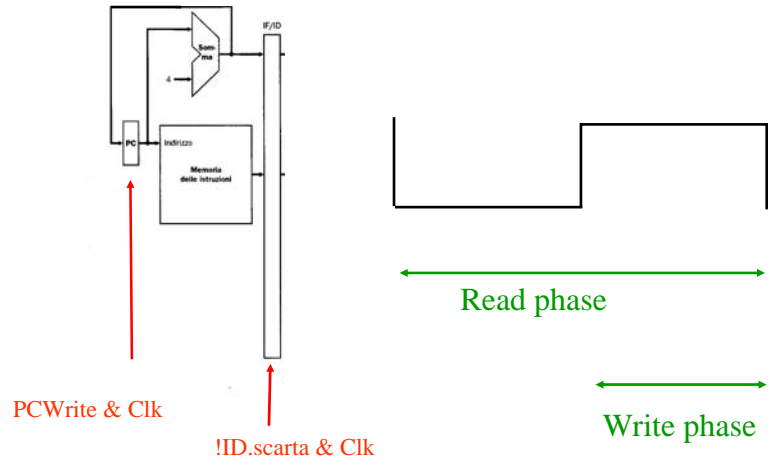 IF/ID
Som-
ma
4
PC
Indirizzo
Memoria
delle istruzioni
Read phase
Write phase
PCWrite & Clk
!ID.scarta & Clk